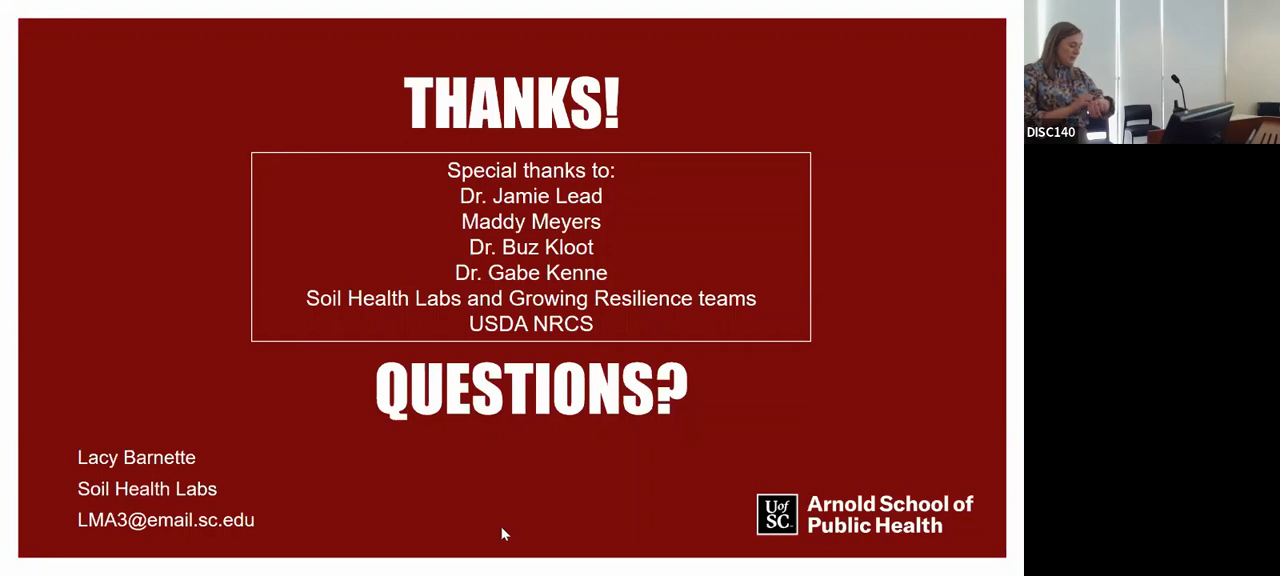 THANKS!
Special thanks to:
Dr. Jamie Lead
Maddy Meyers
Dr. Buz Kloot
Dr. Gabe Kenne
Soil Health Labs and Growing Resilience teams
USDA NRCS
QUESTIONS?
Lacy Barnette
Soil Health Labs
LMA3@email.sc.edu
UofSC
Arnold School of
Public Health
DISC140